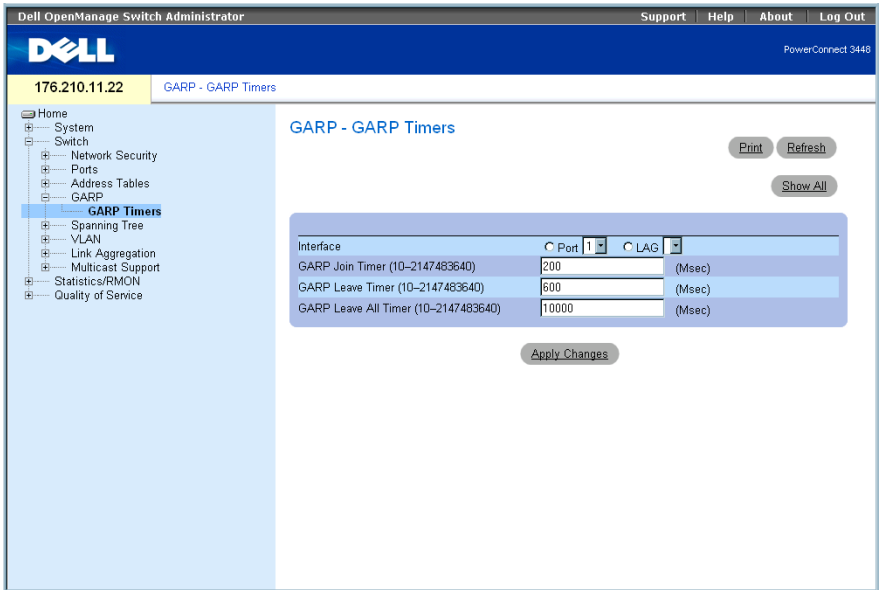 Dell OpenManage Switch Administrator
Support Help About Log Out
DELL
PowerConnect 3448
176.210.11.22
GARP - GARP Timers
Home
System
Switch
Network Security
Ports
Address Tables
GARP
GARP Timers
Spanning Tree
VLAN
Link Aggregation
Multicast Support
Statistics/RMON
Quality of Service
GARP - GARP Timers
Print Refresh
Show All
Interface Port 1 LAG
GARP Join Timer (10–2147483640) 200 (Msec)
GARP Leave Timer (10–2147483640) 600 (Msec)
GARP Leave All Timer (10–2147483640) 10000 (Msec)
Apply Changes